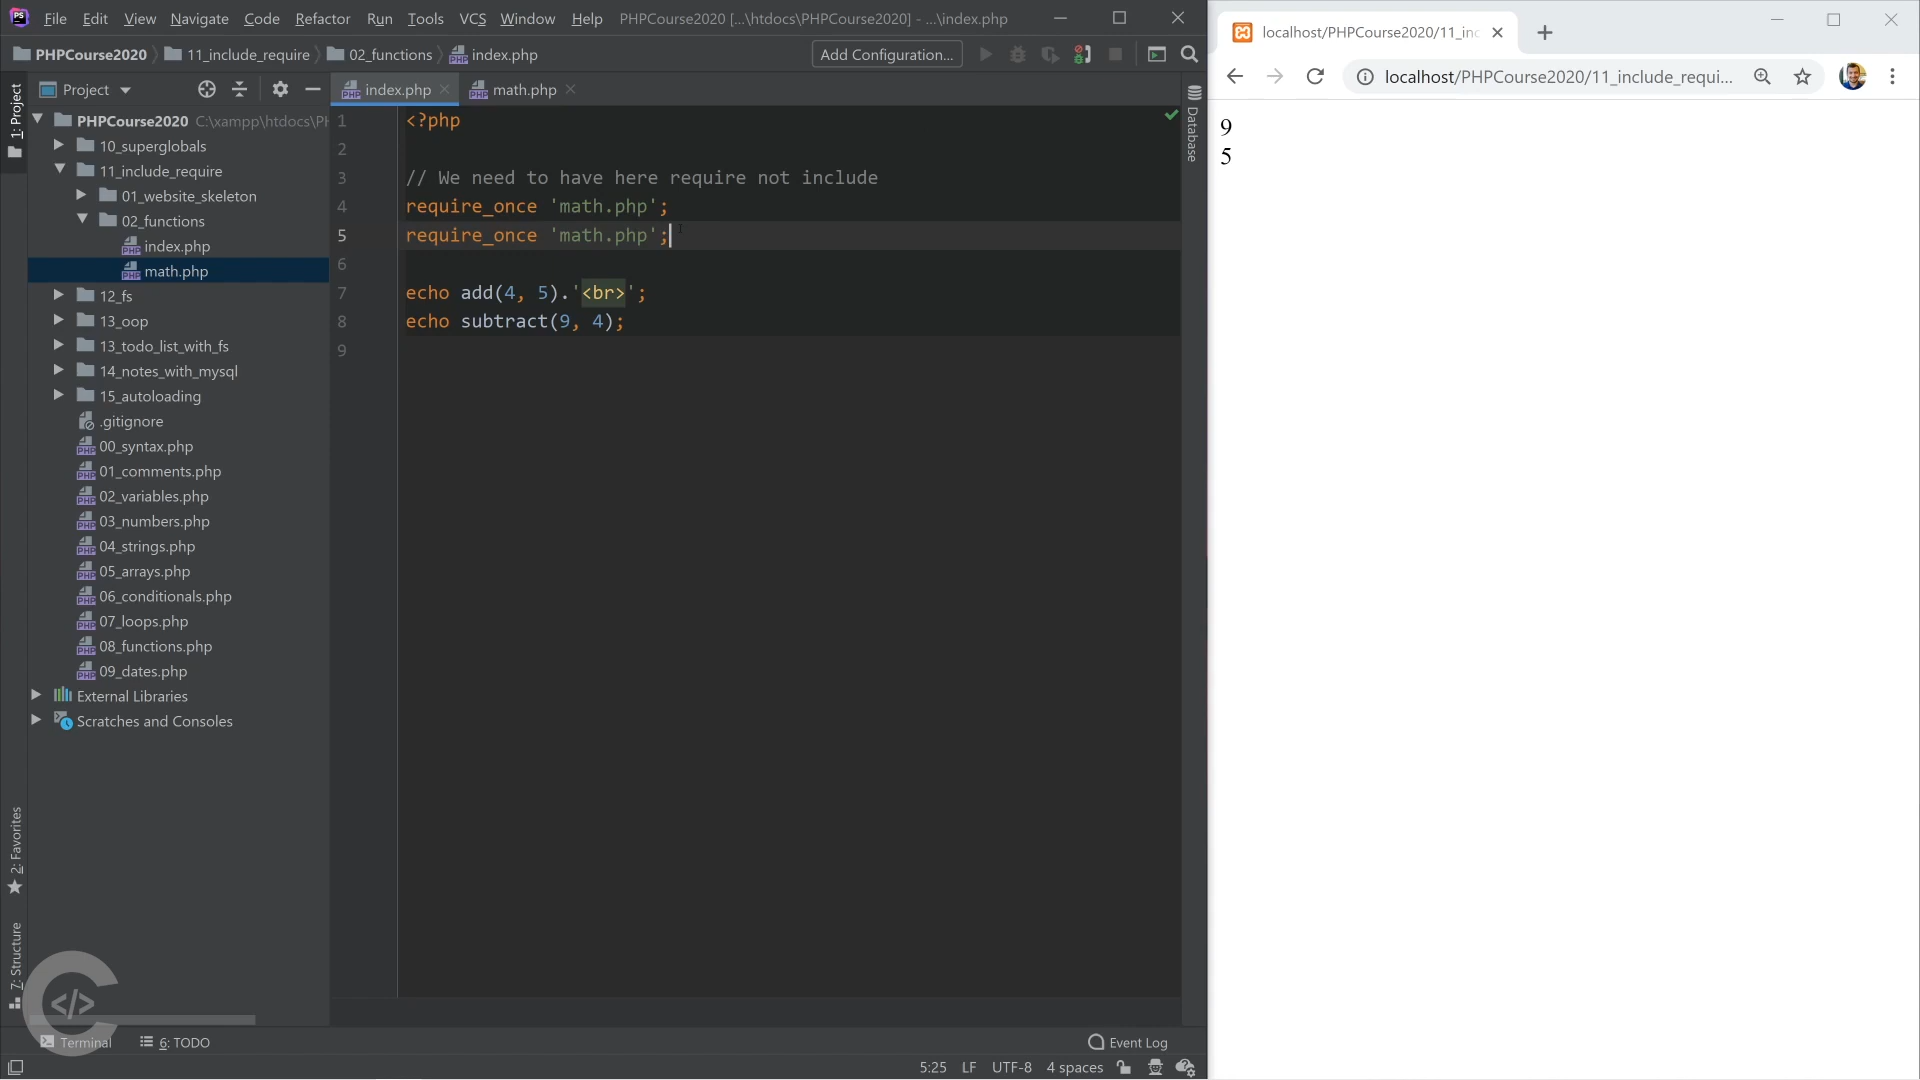 PS File Edit View Navigate Code Refactor Run Tools VCS Window Help PHPCourse2020 [...\htdocs\PHPCourse2020] - ...\index.php
localhost/PHPCourse2020/11_inc
PHPCourse2020 11_include_require 02_functions index.php Add Configuration...
localhost/PHPCourse2020/11_include_requi...
1: Project
Project
index.php math.php
Database
PHPCourse2020 C:\xampp\htdocs\PH
10_superglobals
11_include_require
01_website_skeleton
02_functions
index.php
math.php
12_fs
13_oop
13_todo_list_with_fs
14_notes_with_mysql
15_autoloading
.gitignore
00_syntax.php
01_comments.php
02_variables.php
03_numbers.php
04_strings.php
05_arrays.php
06_conditionals.php
07_loops.php
08_functions.php
09_dates.php
External Libraries
Scratches and Consoles
1 <?php
2
3 // We need to have here require not include
4 require_once 'math.php';
5 require_once 'math.php';
6
7 echo add(4, 5).'<br>';
8 echo subtract(9, 4);
9
9
5
2: Favorites
7: Structure
</>
Terminal 6: TODO Event Log
5:25 LF UTF-8 4 spaces